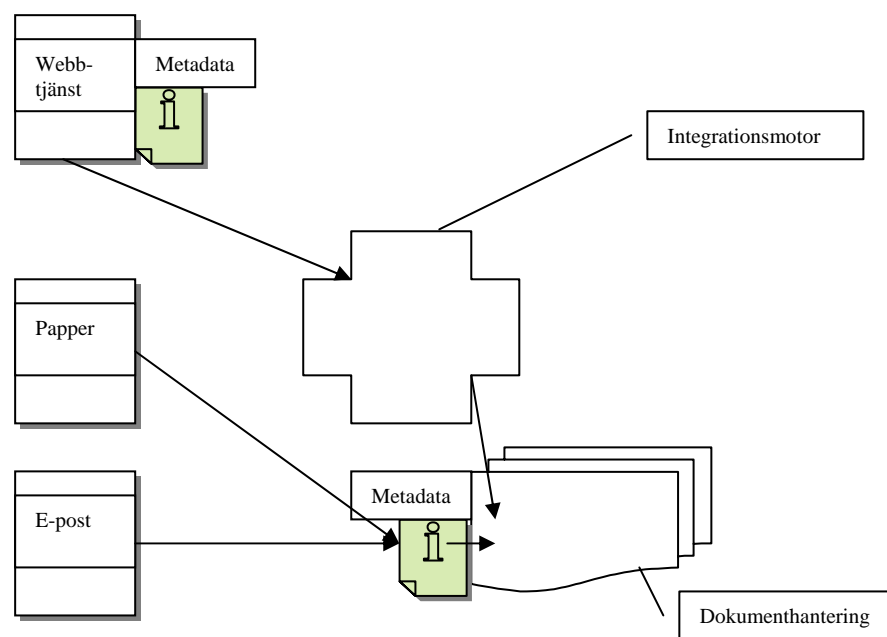 Webb-
tjänst
Metadata
Integrationsmotor
Papper
E-post
Metadata
Dokumenthantering